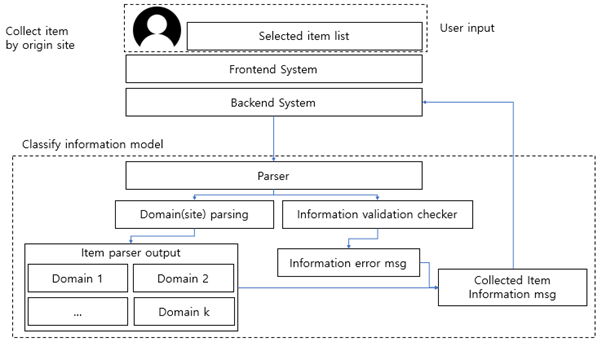 Collect item
by origin site
Selected item list
User input
Frontend System
Backend System
Classify information model
Parser
Domain(site) parsing
Information validation checker
Item parser output
Domain 1
Domain 2
...
Domain k
Information error msg
Collected Item
Information msg